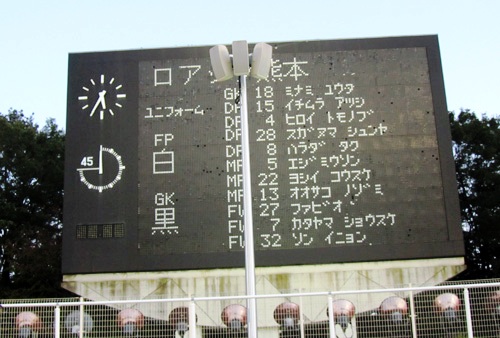 ロアッソ熊本
GK 18 ミナミ ユウタ
ユニフォーム DF 15 イチムラ アツシ
DF 4 ヒロイ トモノブ
FP DF 28 スガヌマ シュンヤ
白 DF 8 ハラダ タク
45 MF 5 エジミウソン
MF 22 ヨシイ コウスケ
GK MF 13 オオサコ ノゾミ
黒 FW 27 ファビオ
FW 7 カタヤマ ショウスケ
FW 32 ソン イニョン